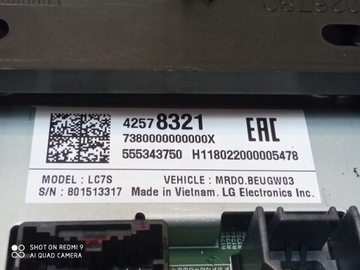 42578321
7380000000000X
555343750 H118022000005478
EAC
MODEL : LC7S VEHICLE : MRDO.BEUGW03
S/N : 801513317 Made in Vietnam. LG Electronics Inc.
SHOT ON REDMI 9
AI QUAD CAMERA